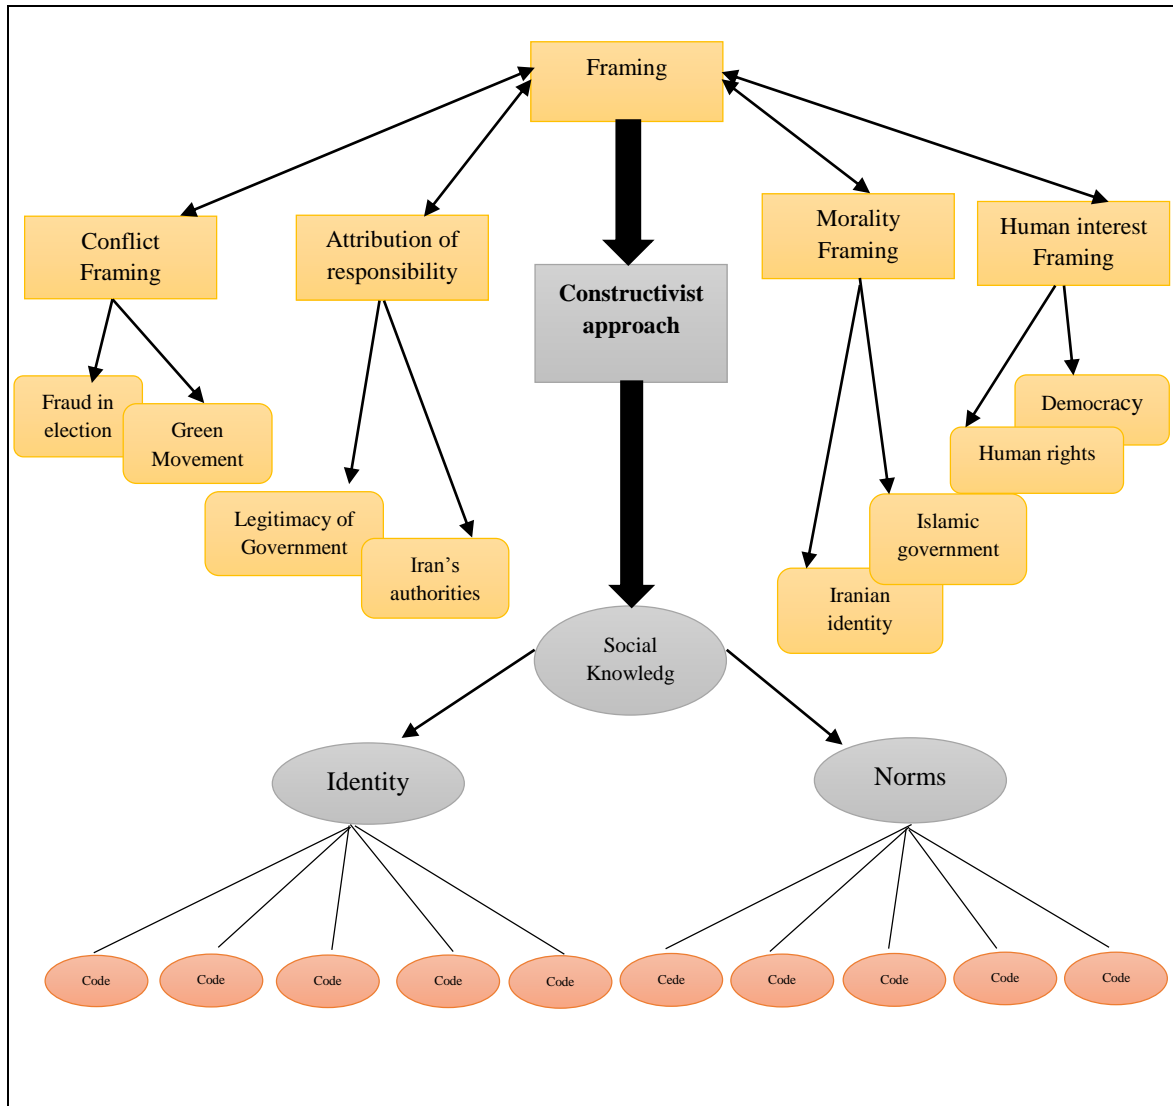 Framing
Conflict
Framing
Attribution of
responsibility
Morality
Framing
Human interest
Framing
Constructivist
approach
Fraud in
election
Green
Movement
Legitimacy of
Government
Iran’s
authorities
Democracy
Human rights
Islamic
government
Iranian
identity
Social
Knowledg
Identity
Norms
Code
Code
Code
Code
Code
Cede
Code
Code
Code
Code